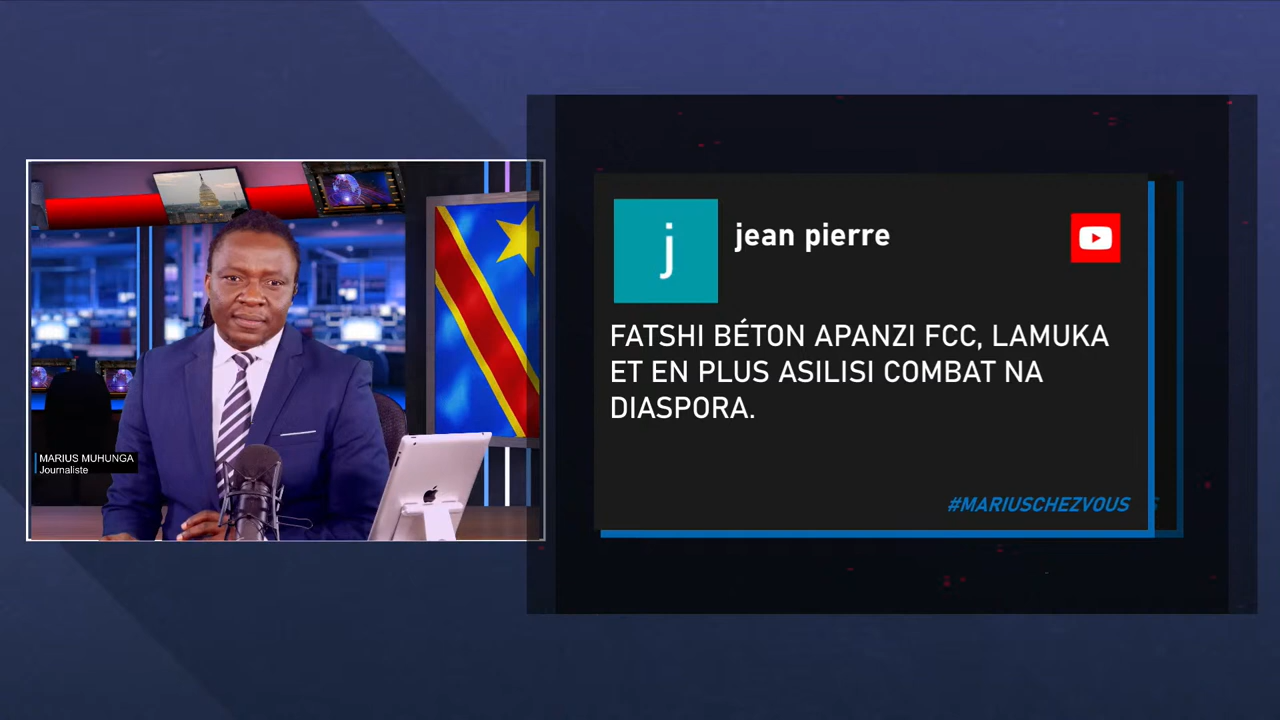 MARIUS MUHUNGA
Journaliste
j
jean pierre
FATSHI BÉTON APANZI FCC, LAMUKA
ET EN PLUS ASILISI COMBAT NA
DIASPORA.
#MARIUSCHEZVOUS